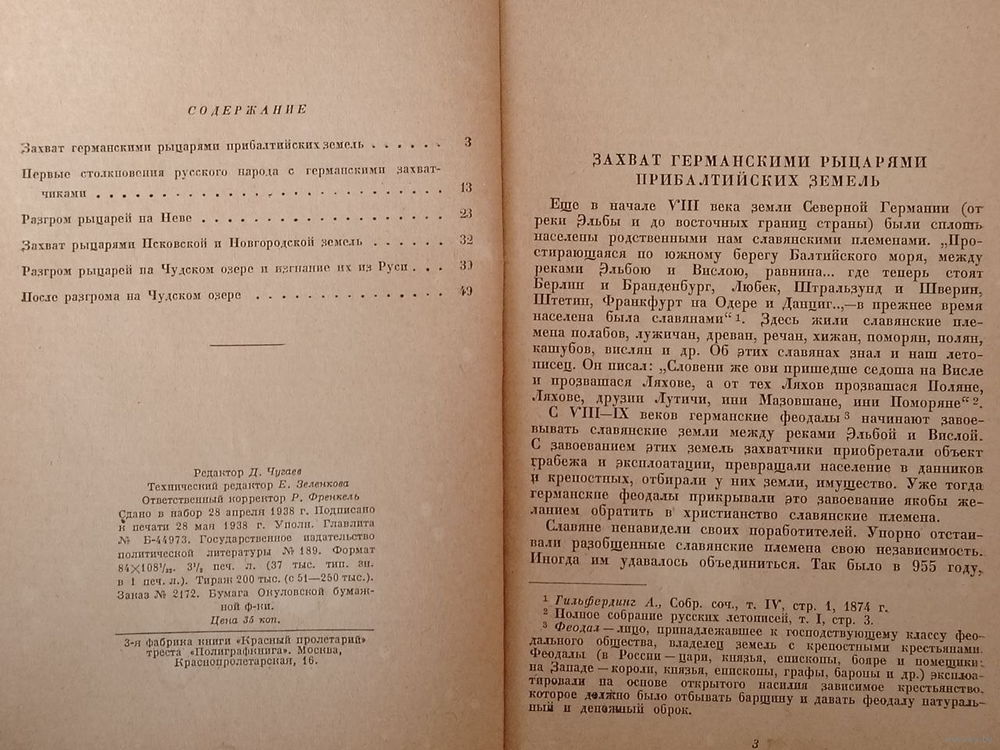 СОДЕРЖАНИЕ
Захват германскими рыцарями прибалтийских земель . . . . . . 3
Первые столкновения русского народа с германскими захват-
чиками . . . . . . . . . . . . . . . . . . . . 13
Разгром рыцарей на Неве . . . . . . . . . . . . . . 23
Захват рыцарями Псковской и Новгородской земель . . . . . . 32
Разгром рыцарей на Чудском озере и изгнание их из Руси . . . 39
После разгрома на Чудском озере . . . . . . . . . . . 49
Редактор Д. Чугаев
Технический редактор Е. Зеленкова
Ответственный корректор Р. Френкель
Сдано в набор 28 апреля 1938 г. Подписано
к печати 28 мая 1938 г. Уполн. Главлита
№ Б-44973. Государственное издательство
политической литературы № 189. Формат
84×108¹/₃₂. 3¹/₈ печ. л. (37 тыс. тип. зн.
в 1 печ. л.). Тираж 200 тыс. (с 51—250 тыс.).
Заказ № 2172. Бумага Окуловской бумаж-
ной ф-ки.
Цена 35 коп.
3-я фабрика книги «Красный пролетарий»
треста «Полиграфкнига». Москва,
Краснопролетарская, 16.
ЗАХВАТ ГЕРМАНСКИМИ РЫЦАРЯМИ
ПРИБАЛТИЙСКИХ ЗЕМЕЛЬ
Еще в начале VIII века земли Северной Германии (от
реки Эльбы и до восточных границ страны) были сплошь
населены родственными нам славянскими племенами. „Про-
стирающаяся по южному берегу Балтийского моря, между
реками Эльбою и Вислою, равнина... где теперь стоят
Берлин и Бранденбург, Любек, Штральзунд и Шверин,
Штетин, Франкфурт на Одере и Данциг..,—в прежнее время
населена была славянами“ ¹. Здесь жили славянские пле-
мена полабов, лужичан, древан, речан, хижан, поморян, полян,
кашубов, вислян и др. Об этих славянах знал и наш лето-
писец. Он писал: „Словени же ови пришедше седоша на Висле
и прозвашася Ляхове, а от тех Ляхов прозвашася Поляне,
Ляхове, друзии Лутичи, ини Мазовшане, ини Поморяне“ ².
С VIII—IX веков германские феодалы ³ начинают завое-
вывать славянские земли между реками Эльбой и Вислой.
С завоеванием этих земель захватчики приобретали объект
грабежа и эксплоатации, превращали население в данников
и крепостных, отбирали у них земли, имущество. Уже тогда
германские феодалы прикрывали это завоевание якобы же-
ланием обратить в христианство славянские племена.
Славяне ненавидели своих поработителей. Упорно отстаи-
вали разобщенные славянские племена свою независимость.
Иногда им удавалось объединиться. Так было в 955 году,
¹ Гильфердинг А., Собр. соч., т. IV, стр. 1, 1874 г.
² Полное собрание русских летописей, т. I, стр. 3.
³ Феодал — лицо, принадлежавшее к господствующему классу фео-
дального общества, владелец земель с крепостными крестьянами.
Феодалы (в России — цари, князья, епископы, бояре и помещики;
на Западе — короли, князья, епископы, графы, бароны и др.) эксплоа-
тировали на основе открытого насилия зависимое крестьянство,
которое должно было отбывать барщину и давать феодалу натураль-
ный и денежный оброк.
3